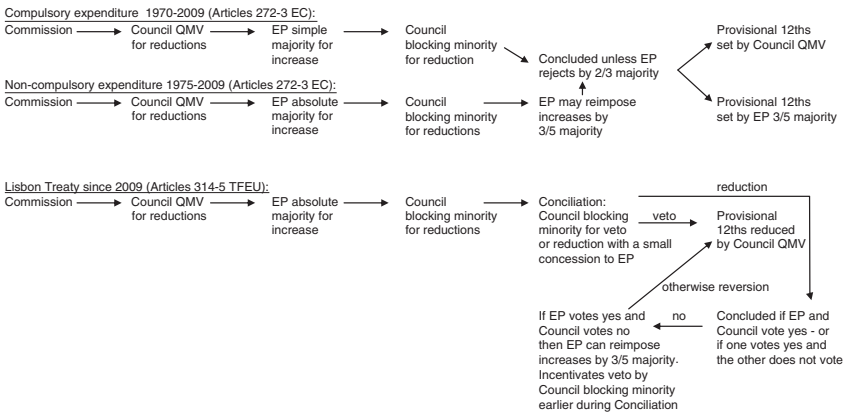 Compulsory expenditure 1970-2009 (Articles 272-3 EC):
Commission
Council QMV
for reductions
EP simple
majority for
increase
Council
blocking minority
for reduction
Concluded unless EP
rejects by 2/3 majority
Provisional 12ths
set by Council QMV
Non-compulsory expenditure 1975-2009 (Articles 272-3 EC):
Commission
Council QMV
for reductions
EP absolute
majority for
increase
Council
blocking minority
for reductions
EP may reimpose
increases by
3/5 majority
Provisional 12ths
set by EP 3/5 majority
Lisbon Treaty since 2009 (Articles 314-5 TFEU):
Commission
Council QMV
for reductions
EP absolute
majority for
increase
Council
blocking minority
for reductions
Conciliation:
Council blocking
minority for veto
or reduction with a small
concession to EP
reduction
veto
Provisional
12ths reduced
by Council QMV
otherwise reversion
If EP votes yes and
Council votes no
then EP can reimpose
increases by 3/5 majority.
Incentivates veto by
Council blocking minority
earlier during Conciliation
no
Concluded if EP and
Council vote yes - or
if one votes yes and
the other does not vote